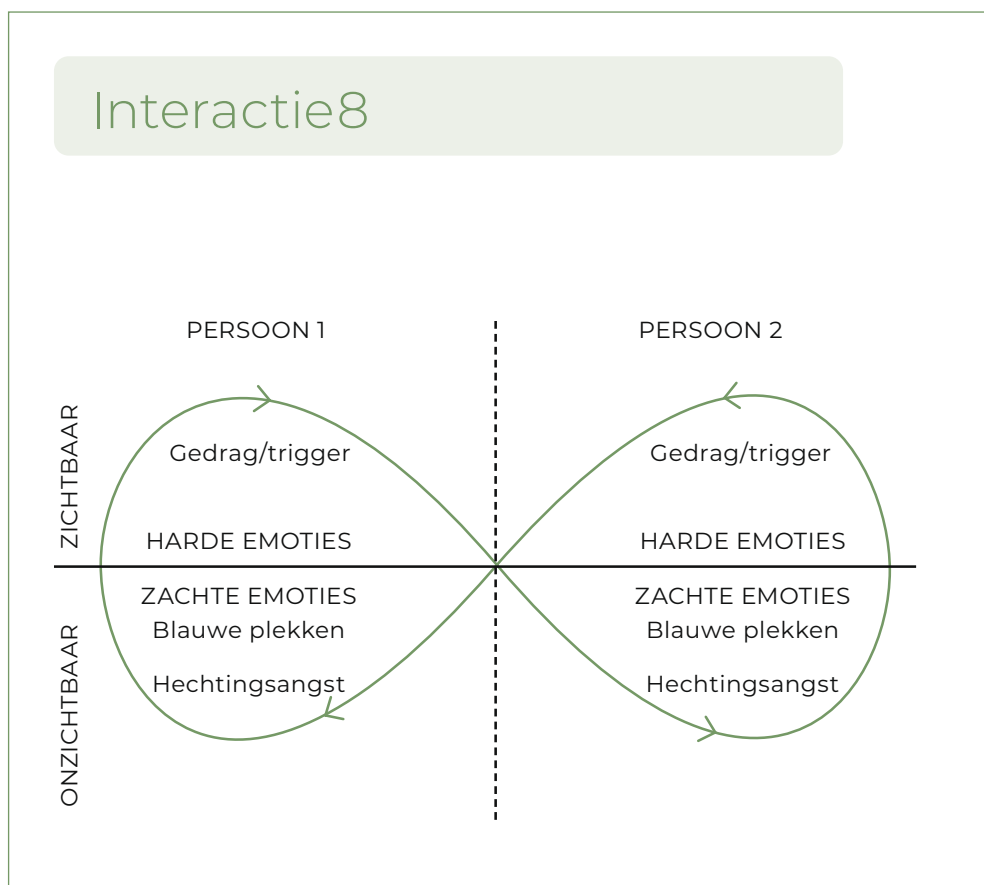 Interactie8
PERSOON 1
PERSOON 2
ZICHTBAAR
Gedrag/trigger
Gedrag/trigger
HARDE EMOTIES
HARDE EMOTIES
ONZICHTBAAR
ZACHTE EMOTIES
Blauwe plekken
ZACHTE EMOTIES
Blauwe plekken
Hechtingsangst
Hechtingsangst